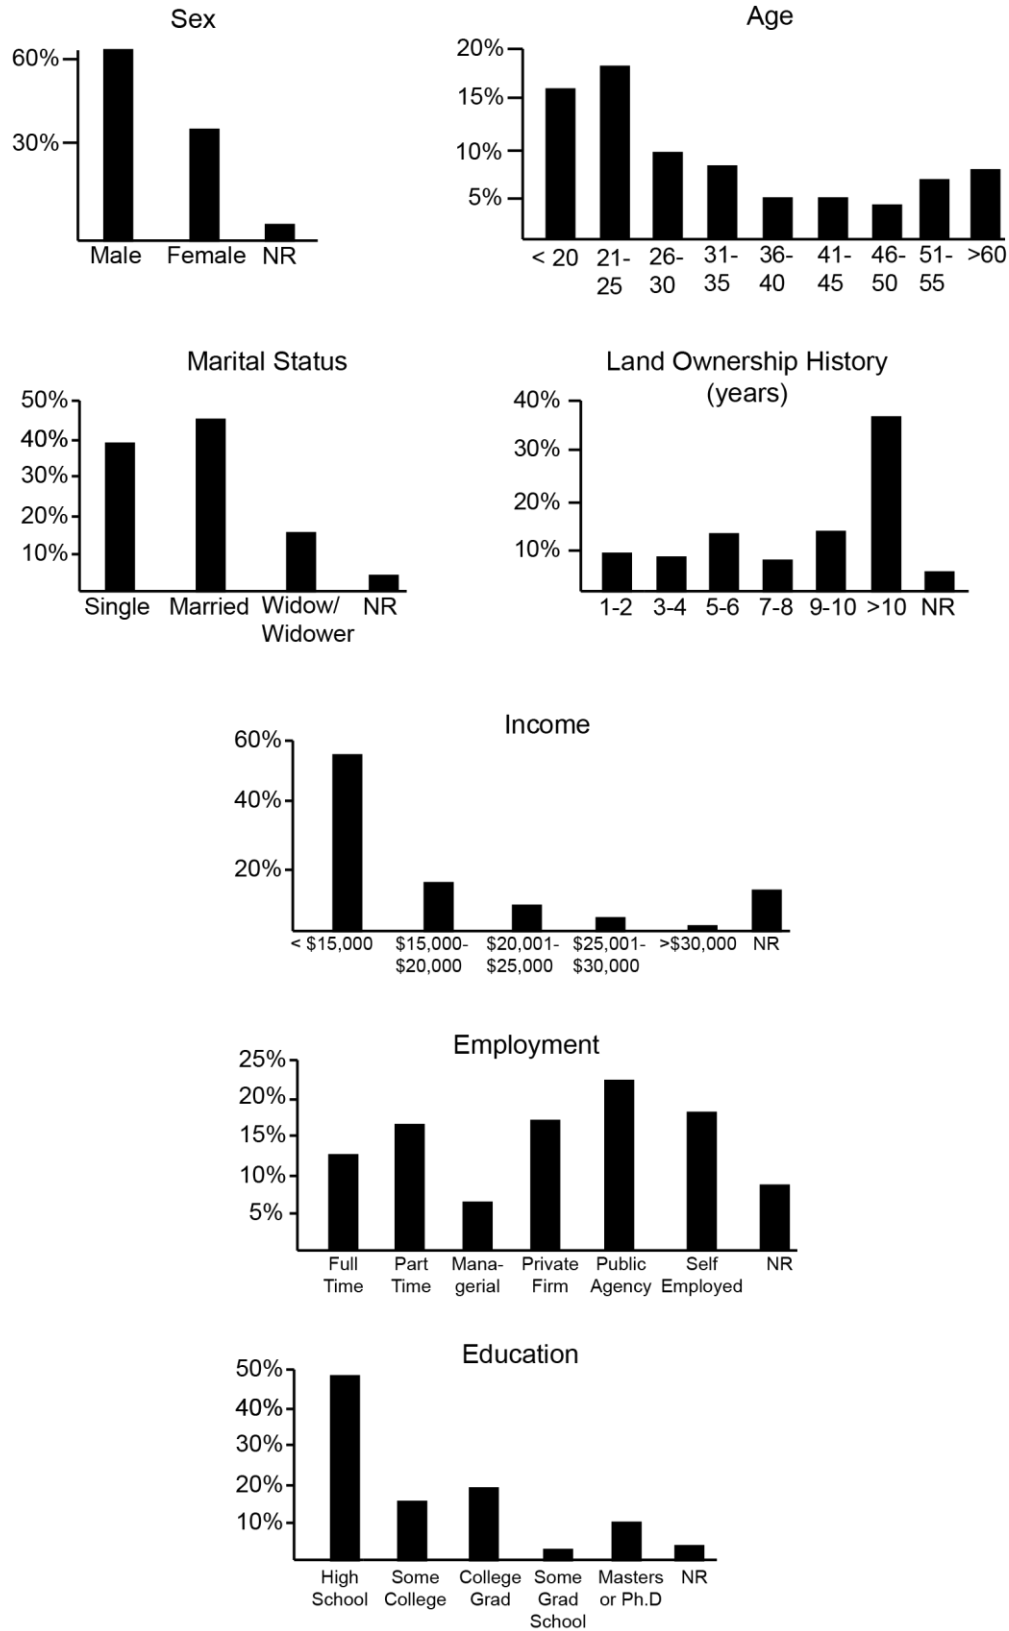 Sex
60%
30%
Male Female NR
Age
20%
15%
10%
5%
< 20 21- 26- 31- 36- 41- 46- 51- >60
25 30 35 40 45 50 55
Marital Status
50%
40%
30%
20%
10%
Single Married Widow/ NR
Widower
Land Ownership History
(years)
40%
30%
20%
10%
1-2 3-4 5-6 7-8 9-10 >10 NR
Income
60%
40%
20%
< $15,000 $15,000- $20,001- $25,001- >$30,000 NR
$20,000 $25,000 $30,000
Employment
25%
20%
15%
10%
5%
Full Part Mana- Private Public Self NR
Time Time gerial Firm Agency Employed
Education
50%
40%
30%
20%
10%
High Some College Some Masters NR
School College Grad Grad or Ph.D
School